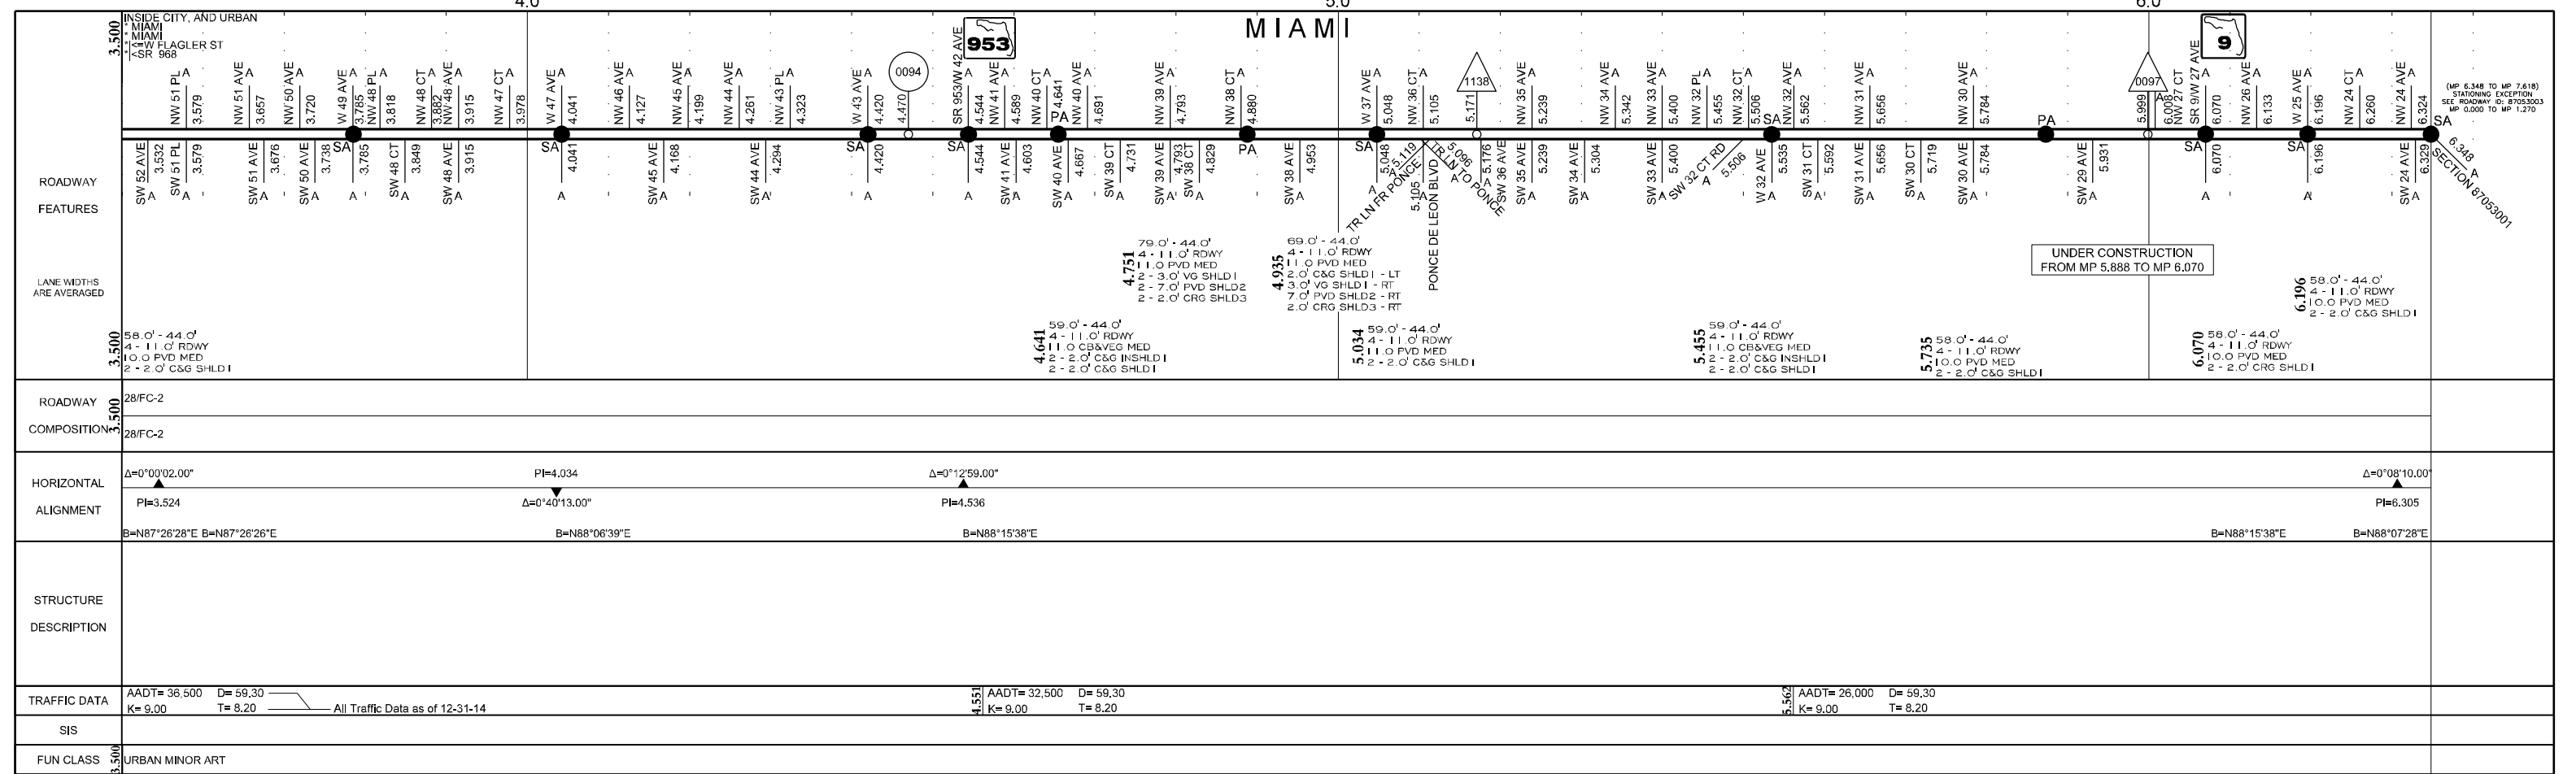 4.0
5.0
6.0
3.500
INSIDE CITY, AND URBAN
* MIAMI
* MIAMI
* <=W FLAGLER ST
* <SR 968
MIAMI
953
9
0094
1138
0097
(MP 6.348 TO MP 7.618)
STATIONING EXCEPTION
SEE ROADWAY ID: 87053003
MP 0.000 TO MP 1.270
NW 51 PL A
3.579
NW 51 AVE A
3.657
NW 50 AVE A
3.720
W 49 AVE A
3.785
NW 48 PL A
3.818
NW 48 CT A
3.882
NW 48 AVE A
3.915
NW 47 CT A
3.978
W 47 AVE A
4.041
NW 46 AVE A
4.127
NW 45 AVE A
4.199
NW 44 AVE A
4.261
NW 43 PL A
4.323
W 43 AVE A
4.420
4.470
SR 953/W 42 AVE
4.544
NW 41 AVE A
4.589
NW 40 CT A
4.641
PA
NW 40 AVE A
4.691
NW 39 AVE A
4.793
NW 38 CT A
4.880
W 37 AVE A
5.048
NW 36 CT A
5.105
5.171
NW 35 AVE A
5.239
NW 34 AVE A
5.342
NW 33 AVE A
5.400
NW 32 PL A
5.455
NW 32 CT A
5.506
SA
NW 32 AVE A
5.562
NW 31 AVE A
5.656
NW 30 AVE A
5.784
PA
5.999
A
6.008
NW 27 CT
SR 9/W 27 AVE
A
6.070
NW 26 AVE A
6.133
W 25 AVE A
6.196
NW 24 CT A
6.260
NW 24 AVE A
6.324
SA
SW 52 AVE A
3.532
SW 51 PL A
3.579
SW 51 AVE A
3.676
SW 50 AVE A
3.738
SA
3.785
A
SW 48 CT A
3.849
SW 48 AVE A
3.915
SA
4.041
A
SW 45 AVE A
4.168
SW 44 AVE A
4.294
SA
4.420
A
SA
4.544
A
SW 41 AVE A
4.603
SW 40 AVE A
4.667
SW 39 CT A
4.731
SW 39 AVE A
4.793
SW 38 CT A
4.829
PA
SW 38 AVE A
4.953
SA
5.048
A
5.119
A
TR LN FR PONCE
5.105
A
PONCE DE LEON BLVD
5.096
A
TR LN TO PONCE
SW 36 AVE A
5.176
SW 35 AVE A
5.239
SW 34 AVE A
5.304
SW 33 AVE A
5.400
SW 32 CT RD
A
5.506
W 32 AVE A
5.535
SW 31 CT A
5.592
SW 31 AVE A
5.656
SW 30 CT A
5.719
SW 30 AVE A
5.784
SW 29 AVE A
5.931
SA
6.070
A
SA
6.196
A
SW 24 AVE A
6.329
6.348
A
SECTION 87053001
ROADWAY
FEATURES
LANE WIDTHS
ARE AVERAGED
UNDER CONSTRUCTION
FROM MP 5.888 TO MP 6.070
3.500
58.0' - 44.0'
4 - 11.0' RDWY
10.0 PVD MED
2 - 2.0' C&G SHLD1
4.641
59.0' - 44.0'
4 - 11.0' RDWY
11.0 CB&VEG MED
2 - 2.0' C&G INSHLD1
2 - 2.0' C&G SHLD1
4.751
79.0' - 44.0'
4 - 11.0' RDWY
11.0 PVD MED
2 - 3.0' VG SHLD1
2 - 7.0' PVD SHLD2
2 - 2.0' CRG SHLD3
4.935
69.0' - 44.0'
4 - 11.0' RDWY
11.0 PVD MED
2.0' C&G SHLD1 - LT
3.0' VG SHLD1 - RT
7.0' PVD SHLD2 - RT
2.0' CRG SHLD3 - RT
5.034
59.0' - 44.0'
4 - 11.0' RDWY
11.0 PVD MED
2 - 2.0' C&G SHLD1
5.455
59.0' - 44.0'
4 - 11.0' RDWY
11.0 CB&VEG MED
2 - 2.0' C&G INSHLD1
2 - 2.0' C&G SHLD1
5.735
58.0' - 44.0'
4 - 11.0' RDWY
10.0 PVD MED
2 - 2.0' C&G SHLD1
6.070
58.0' - 44.0'
4 - 11.0' RDWY
10.0 PVD MED
2 - 2.0' CRG SHLD1
6.196
58.0' - 44.0'
4 - 11.0' RDWY
10.0 PVD MED
2 - 2.0' C&G SHLD1
ROADWAY
COMPOSITION
3.500
28/FC-2
28/FC-2
HORIZONTAL
ALIGNMENT
Δ=0°00'02.00"
PI=3.524
PI=4.034
Δ=0°40'13.00"
Δ=0°12'59.00"
PI=4.536
Δ=0°08'10.00"
PI=6.305
B=N87°26'28"E B=N87°26'26"E
B=N88°06'39"E
B=N88°15'38"E
B=N88°15'38"E
B=N88°07'28"E
STRUCTURE
DESCRIPTION
TRAFFIC DATA
AADT= 36,500 D= 59.30
K= 9.00 T= 8.20
All Traffic Data as of 12-31-14
4.551
AADT= 32,500 D= 59.30
K= 9.00 T= 8.20
5.562
AADT= 26,000 D= 59.30
K= 9.00 T= 8.20
SIS
FUN CLASS
3.500
URBAN MINOR ART